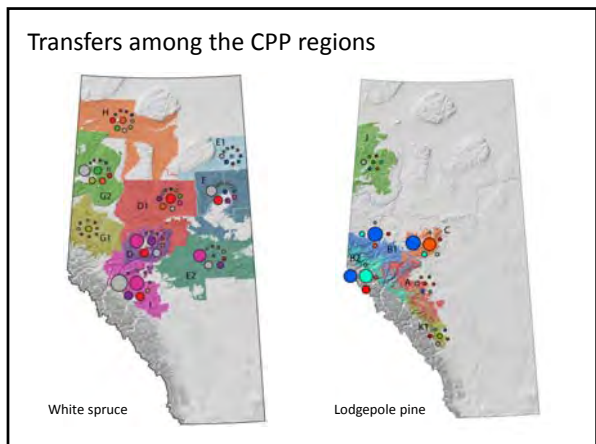 Transfers among the CPP regions
H
E1
G2
E
D1
G1
D
E2
I
White spruce
J
C
B1
B2
A
K1
Lodgepole pine